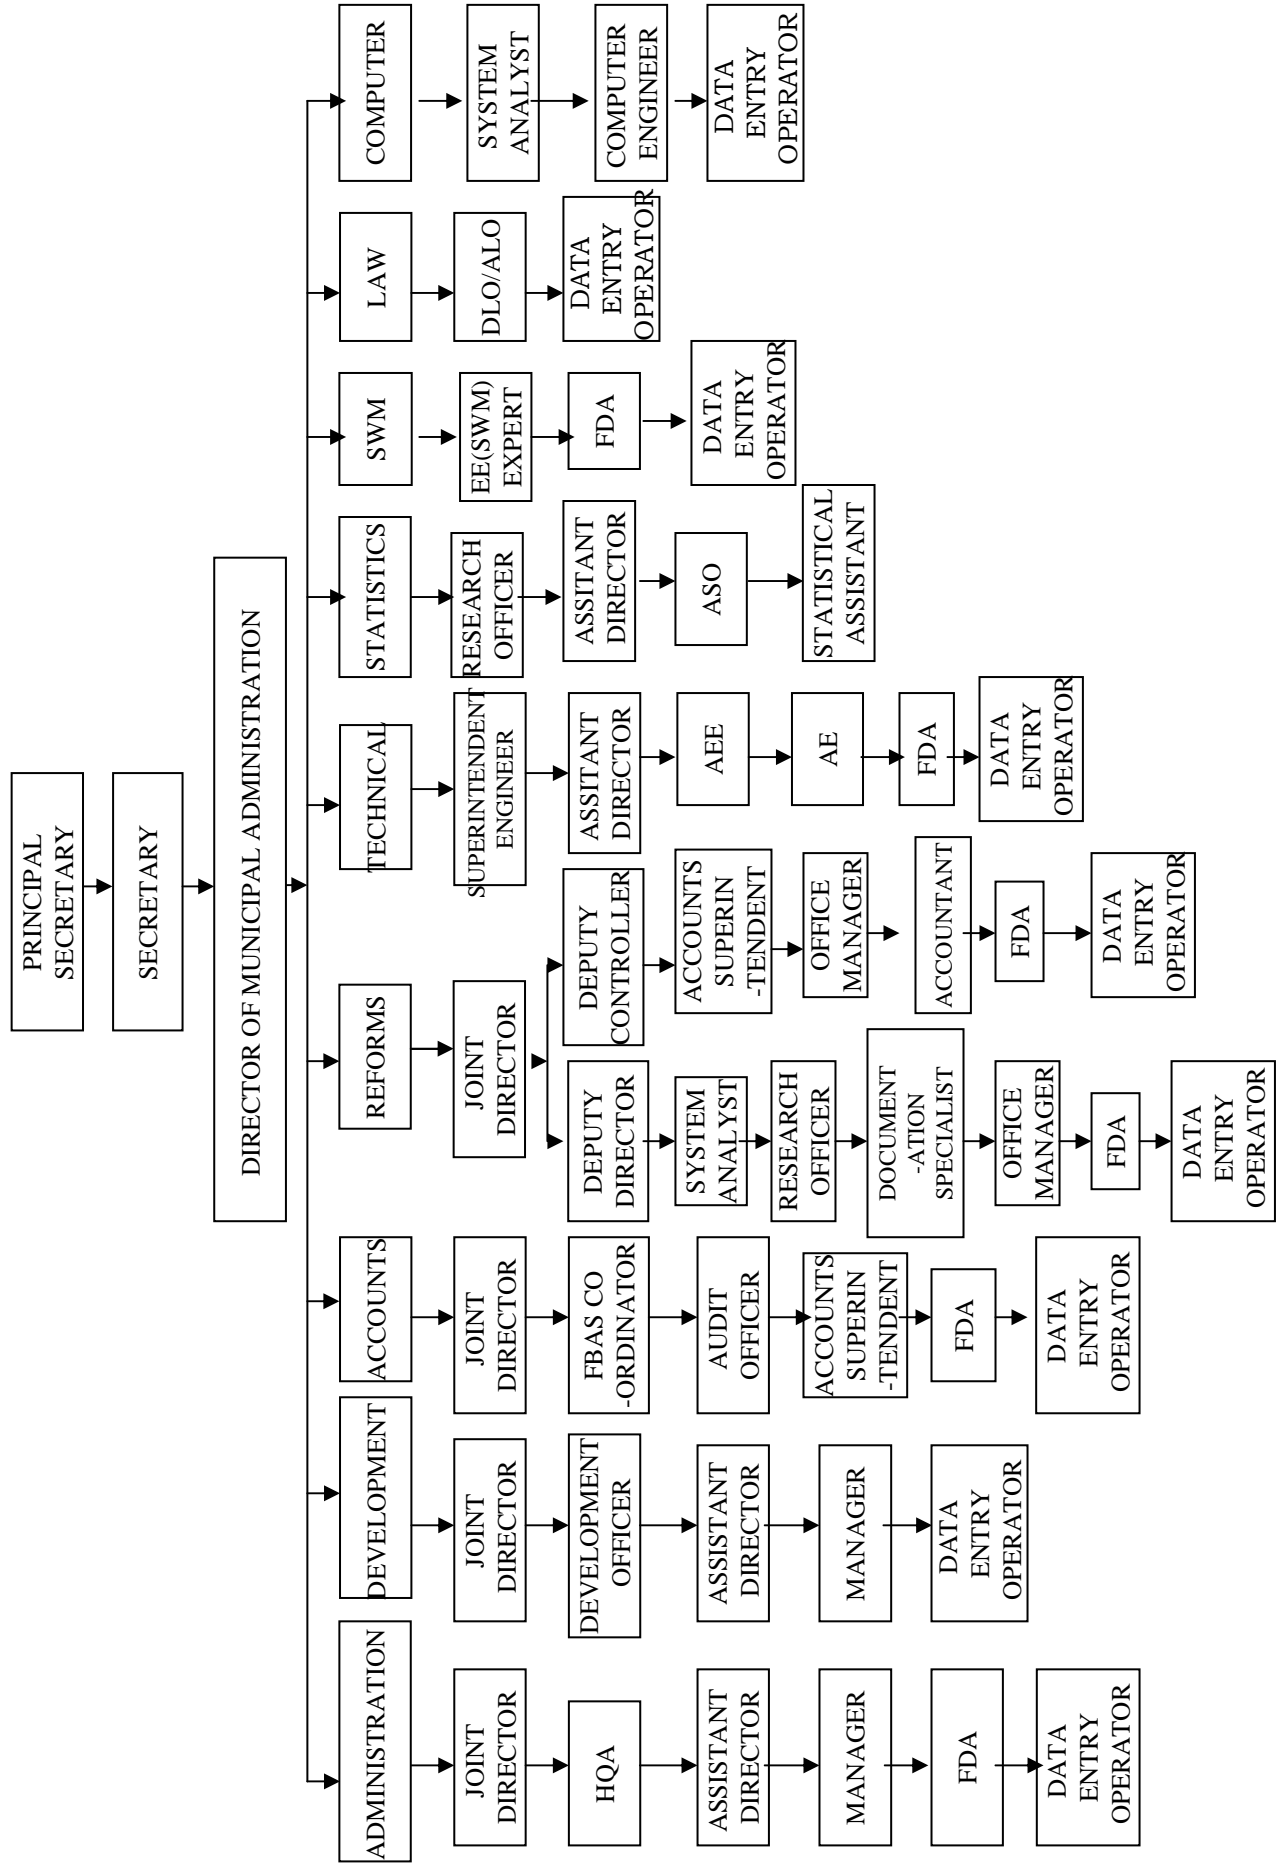 PRINCIPAL
SECRETARY
SECRETARY
DIRECTOR OF MUNICIPAL ADMINISTRATION
ADMINISTRATION
JOINT
DIRECTOR
HQA
ASSISTANT
DIRECTOR
MANAGER
FDA
DATA
ENTRY
OPERATOR
DEVELOPMENT
JOINT
DIRECTOR
DEVELOPMENT
OFFICER
ASSISTANT
DIRECTOR
MANAGER
DATA
ENTRY
OPERATOR
ACCOUNTS
JOINT
DIRECTOR
FBAS CO
-ORDINATOR
AUDIT
OFFICER
ACCOUNTS
SUPERIN
-TENDENT
FDA
DATA
ENTRY
OPERATOR
REFORMS
JOINT
DIRECTOR
DEPUTY
DIRECTOR
SYSTEM
ANALYST
RESEARCH
OFFICER
DOCUMENT
-ATION
SPECIALIST
OFFICE
MANAGER
FDA
DATA
ENTRY
OPERATOR
DEPUTY
CONTROLLER
ACCOUNTS
SUPERIN
-TENDENT
OFFICE
MANAGER
ACCOUNTANT
FDA
DATA
ENTRY
OPERATOR
TECHNICAL
SUPERINTENDENT
ENGINEER
ASSITANT
DIRECTOR
AEE
AE
FDA
DATA
ENTRY
OPERATOR
STATISTICS
RESEARCH
OFFICER
ASSITANT
DIRECTOR
ASO
STATISTICAL
ASSISTANT
SWM
EE(SWM)
EXPERT
FDA
DATA
ENTRY
OPERATOR
LAW
DLO/ALO
DATA
ENTRY
OPERATOR
COMPUTER
SYSTEM
ANALYST
COMPUTER
ENGINEER
DATA
ENTRY
OPERATOR